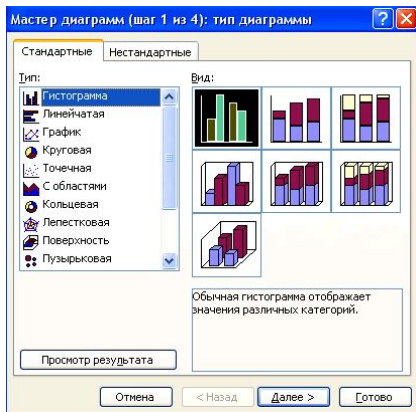 Мастер диаграмм (шаг 1 из 4): тип диаграммы
Стандартные
Нестандартные
Тип:
Вид:
Гистограмма
Линейчатая
График
Круговая
Точечная
С областями
Кольцевая
Лепестковая
Поверхность
Пузырьковая
Обычная гистограмма отображает
значения различных категорий.
Просмотр результата
Отмена
< Назад
Далее >
Готово